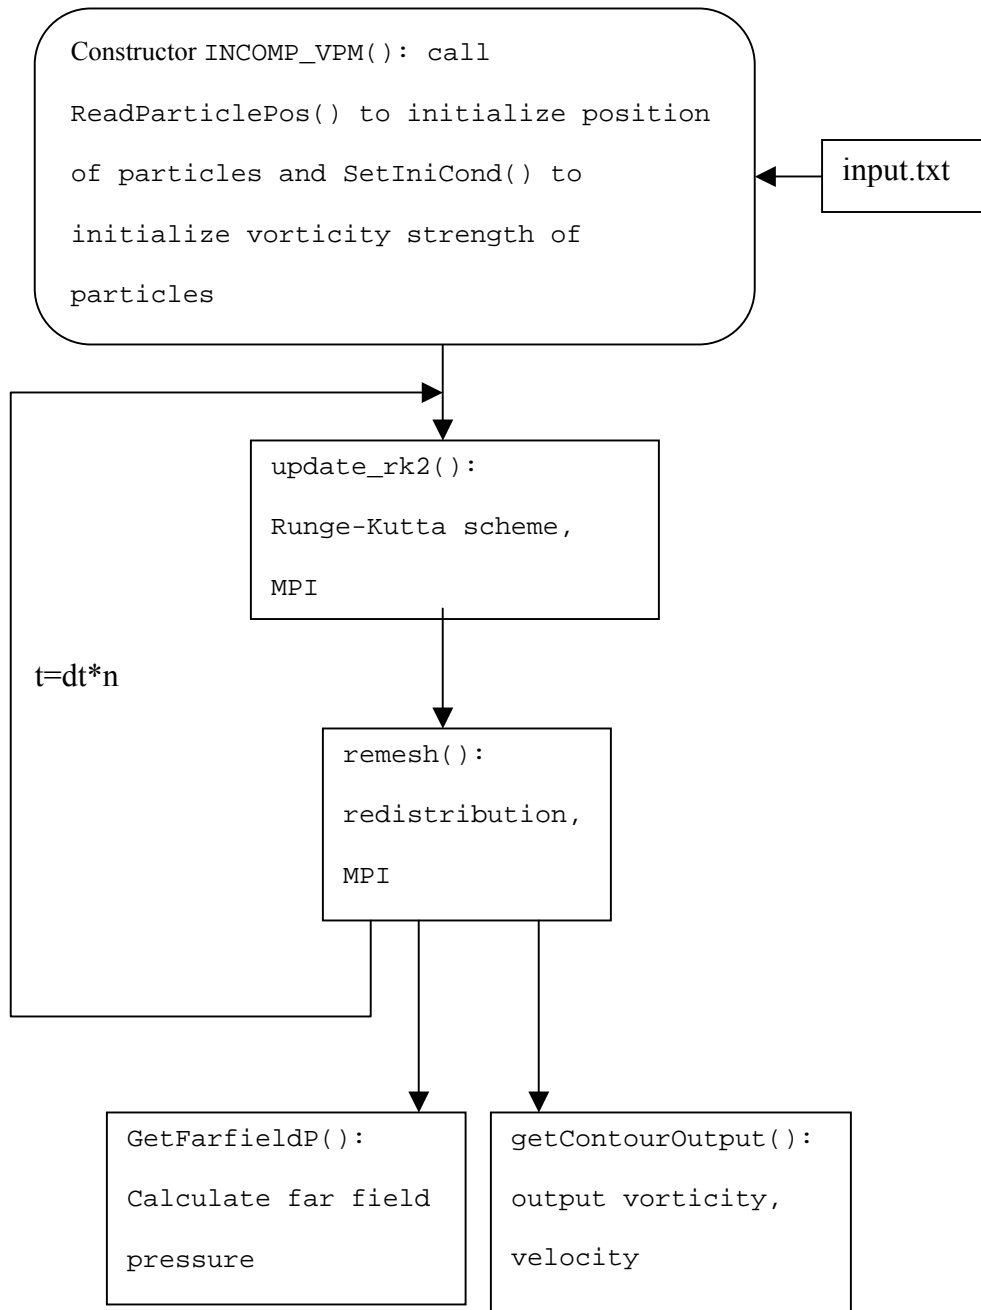 Constructor INCOMP_VPM(): call
ReadParticlePos() to initialize position
of particles and SetIniCond() to
initialize vorticity strength of
particles
input.txt
update_rk2():
Runge-Kutta scheme,
MPI
t=dt*n
remesh():
redistribution,
MPI
GetFarfieldP():
Calculate far field
pressure
getContourOutput():
output vorticity,
velocity